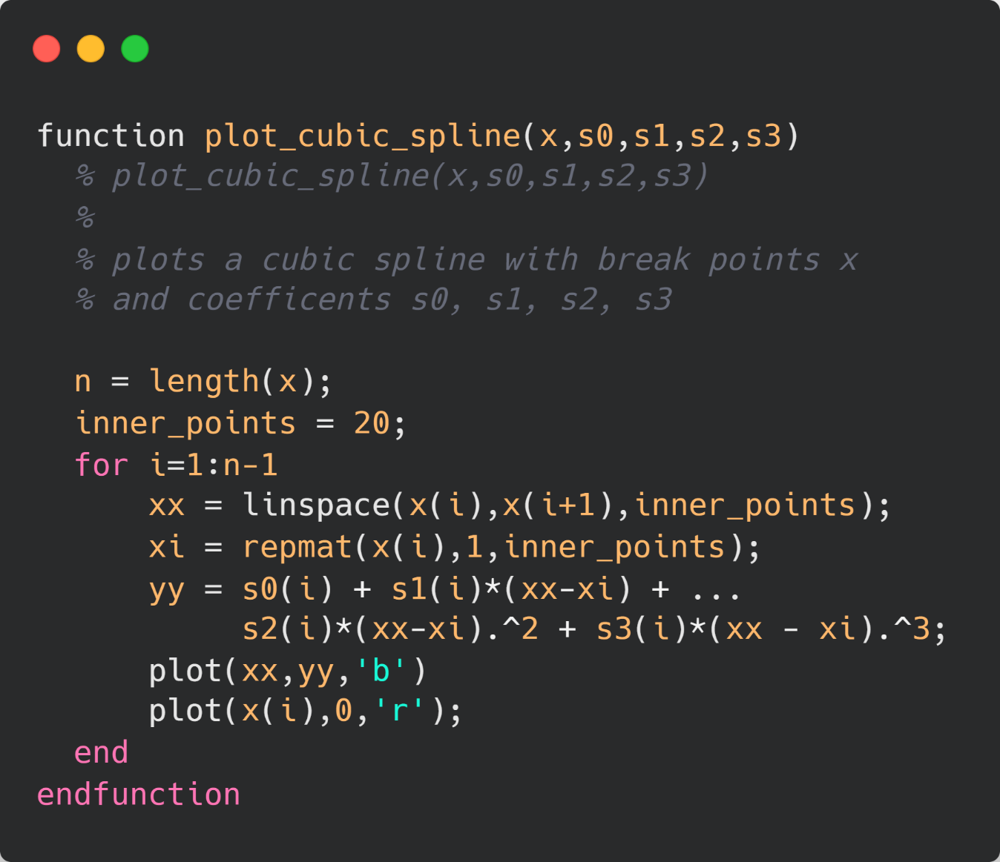 function plot_cubic_spline(x,s0,s1,s2,s3)
  % plot_cubic_spline(x,s0,s1,s2,s3)
  %
  % plots a cubic spline with break points x
  % and coefficents s0, s1, s2, s3

  n = length(x);
  inner_points = 20;
  for i=1:n-1
      xx = linspace(x(i),x(i+1),inner_points);
      xi = repmat(x(i),1,inner_points);
      yy = s0(i) + s1(i)*(xx-xi) + ...
           s2(i)*(xx-xi).^2 + s3(i)*(xx - xi).^3;
      plot(xx,yy,'b')
      plot(x(i),0,'r');
  end
endfunction